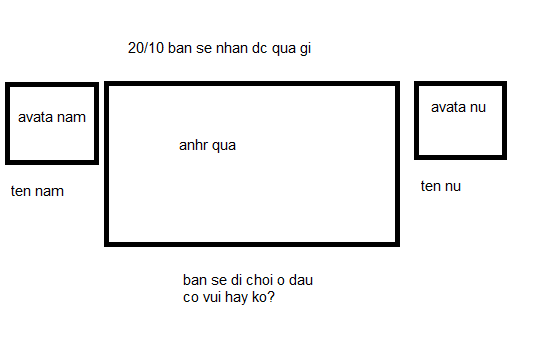 20/10 ban se nhan dc qua gi
avata nam
anhr qua
avata nu
ten nam
ten nu
ban se di choi o dau
co vui hay ko?